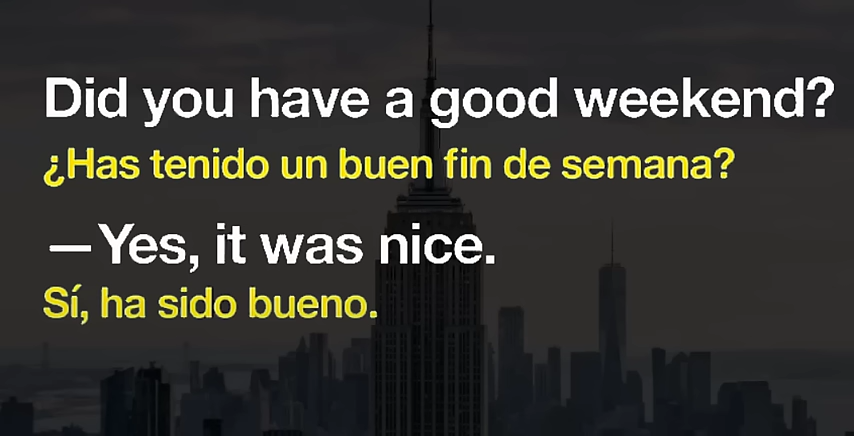 Did you have a good weekend?
¿Has tenido un buen fin de semana?
—Yes, it was nice.
Sí, ha sido bueno.